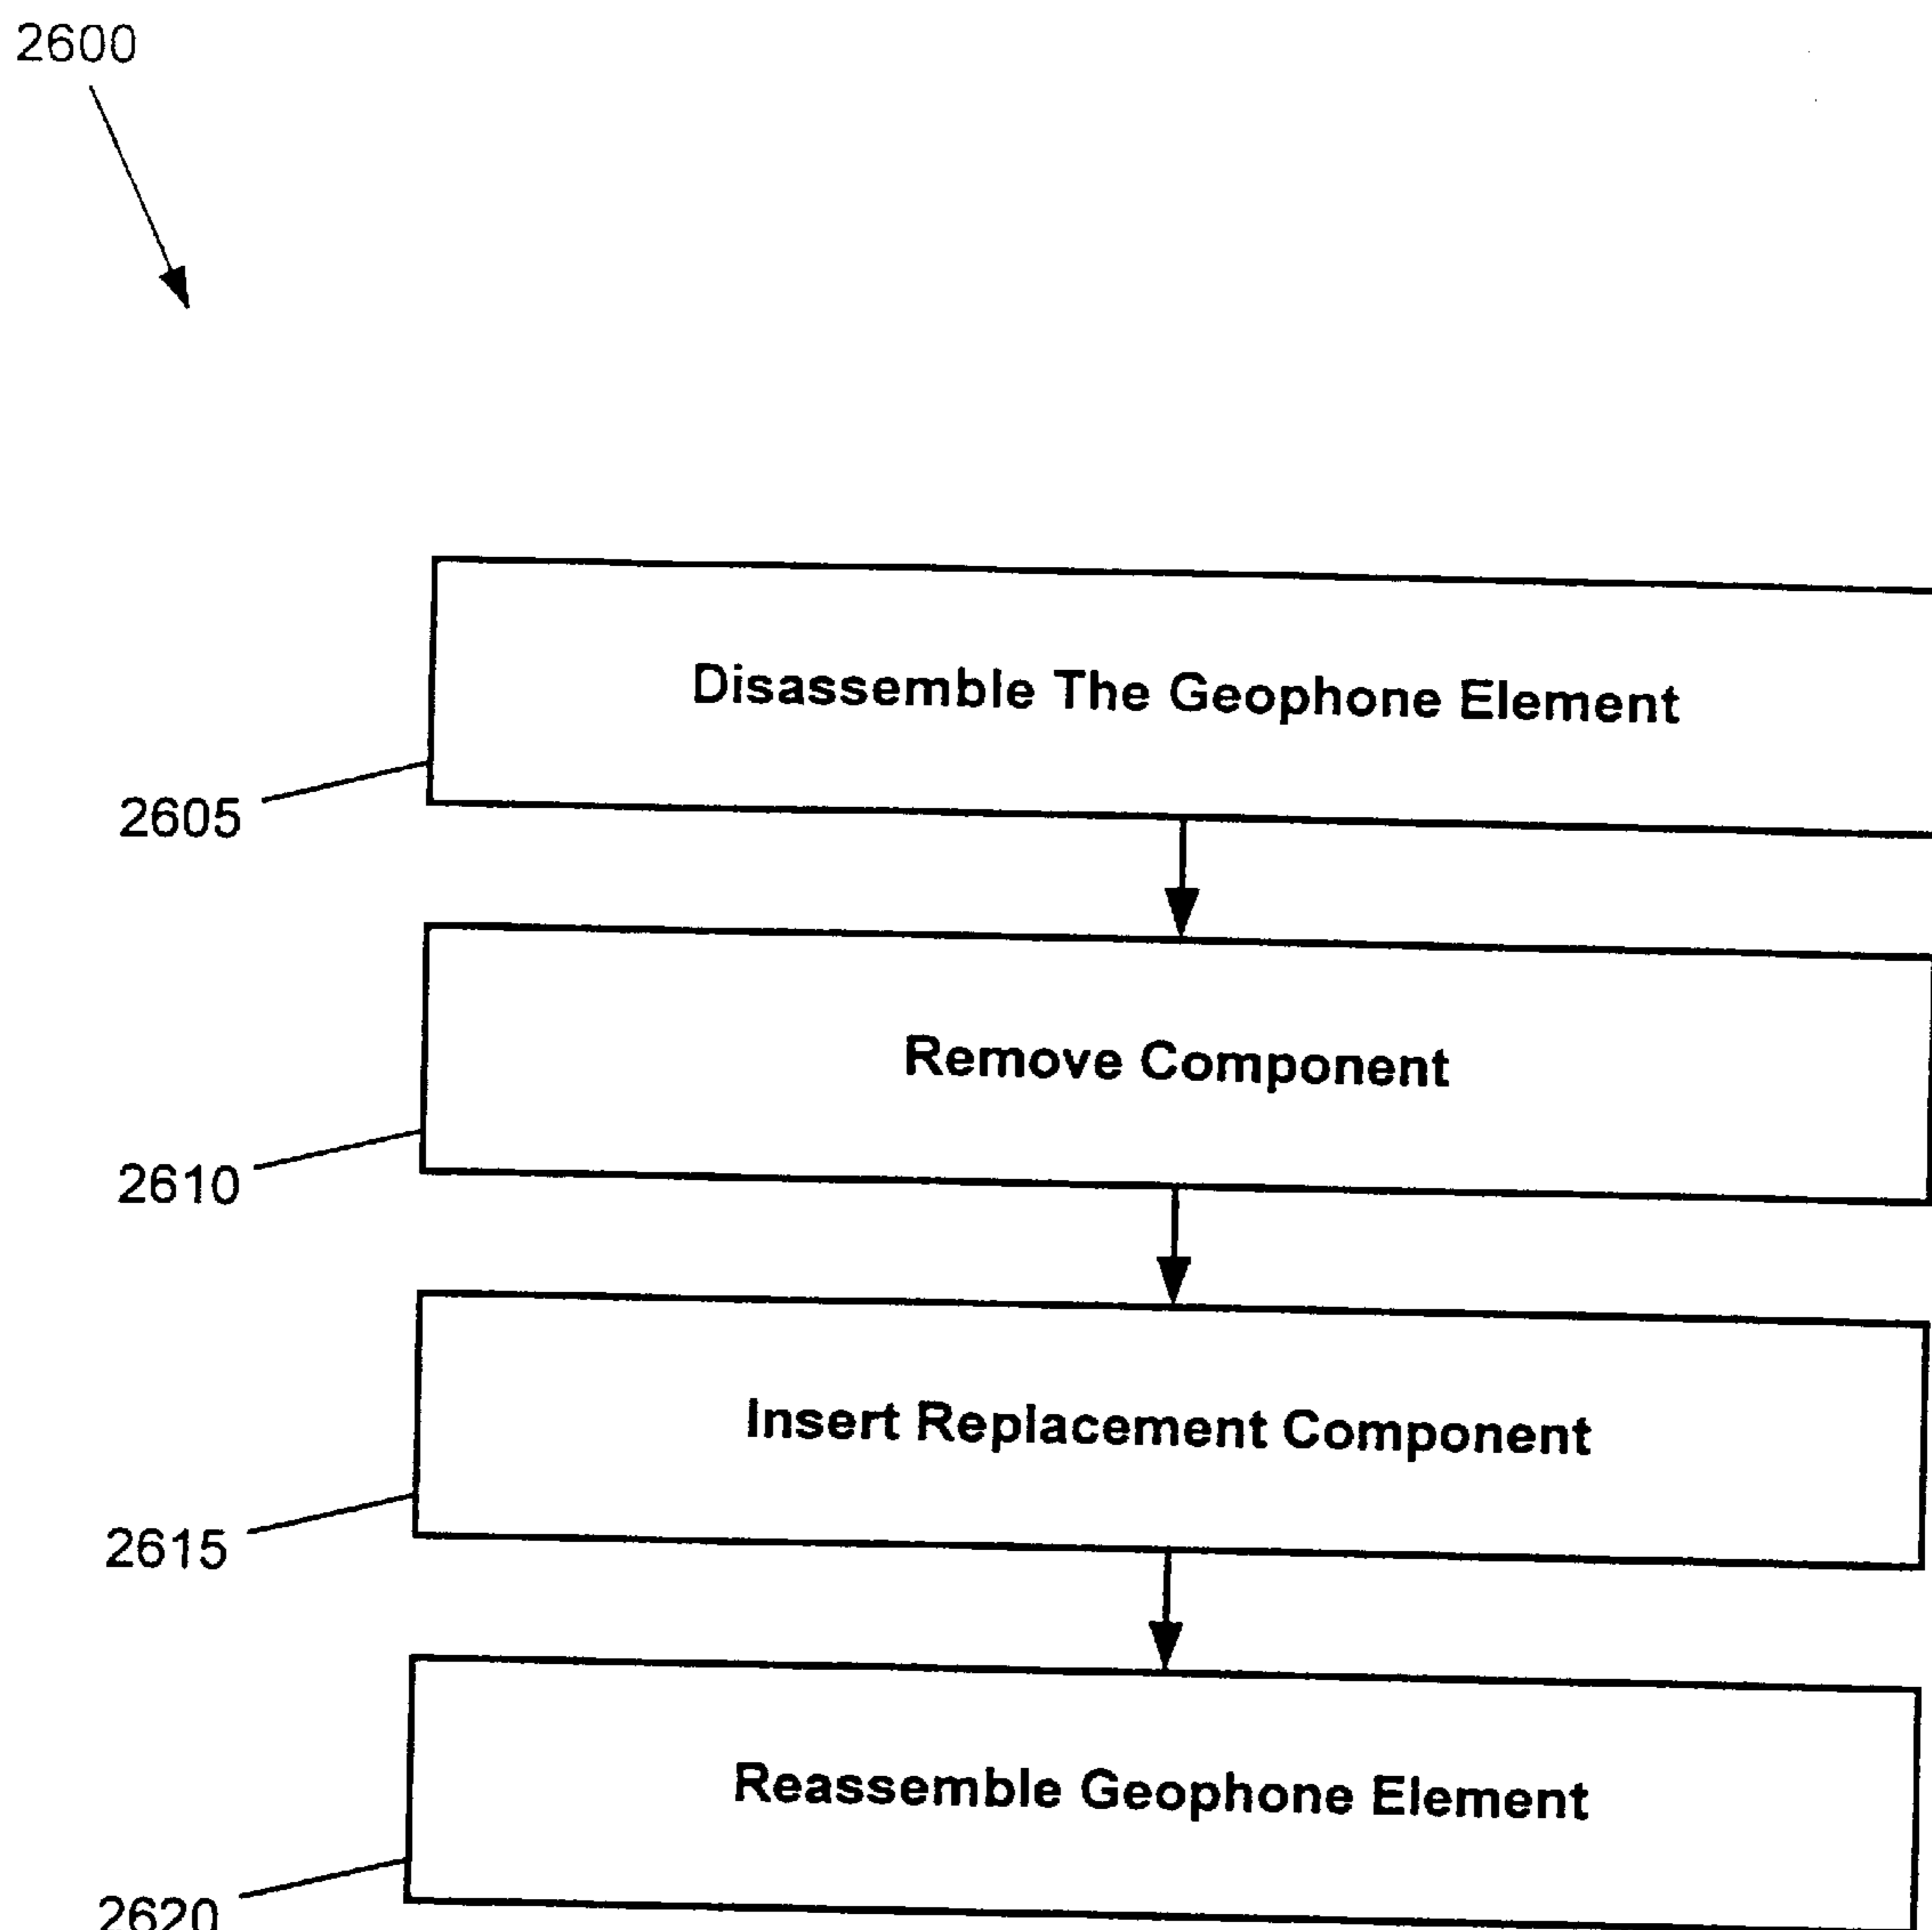 2600
Disassemble The Geophone Element
2605
Remove Component
2610
Insert Replacement Component
2615
Reassemble Geophone Element
2620